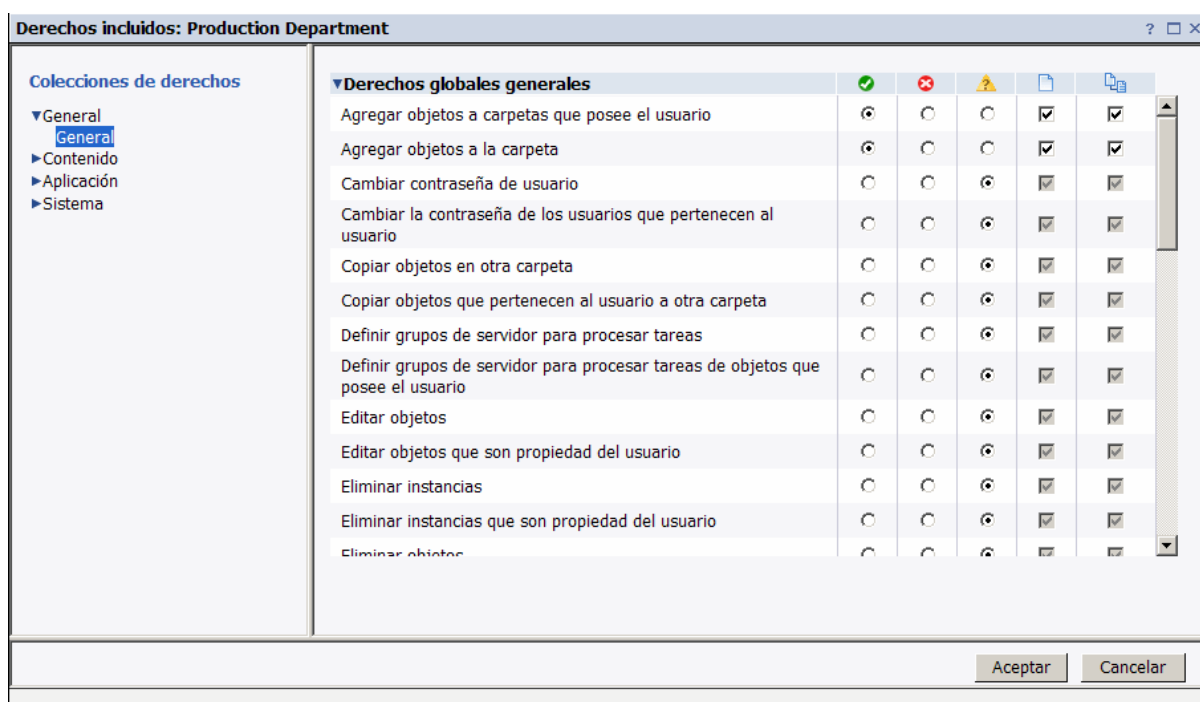 Derechos incluidos: Production Department
Colecciones de derechos
General
General
Contenido
Aplicación
Sistema
Derechos globales generales
Agregar objetos a carpetas que posee el usuario
Agregar objetos a la carpeta
Cambiar contraseña de usuario
Cambiar la contraseña de los usuarios que pertenecen al
usuario
Copiar objetos en otra carpeta
Copiar objetos que pertenecen al usuario a otra carpeta
Definir grupos de servidor para procesar tareas
Definir grupos de servidor para procesar tareas de objetos que
posee el usuario
Editar objetos
Editar objetos que son propiedad del usuario
Eliminar instancias
Eliminar instancias que son propiedad del usuario
Eliminar objetos
Aceptar Cancelar